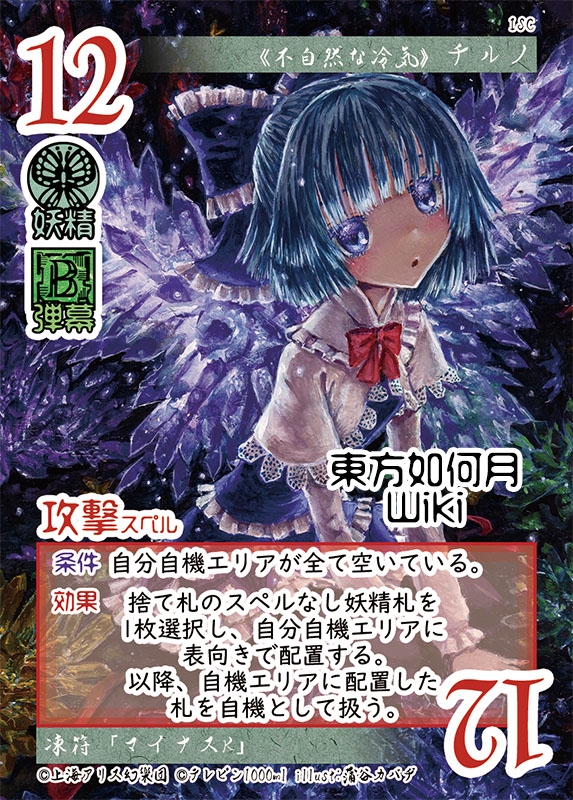 1SC
12
《不自然な冷気》 チルノ
妖精
B
弾幕
東方如何月
Wiki
攻撃スペル
条件 自分自機エリアが全て空いている。
効果 捨て札のスペルなし妖精札を
1枚選択し、自分自機エリアに
表向きで配置する。
以降、自機エリアに配置した
札を自機として扱う。
12
凍符「マイナスK」
©上海アリス幻樂団 ©テレピン1000ml illust:蒲谷カバヂ